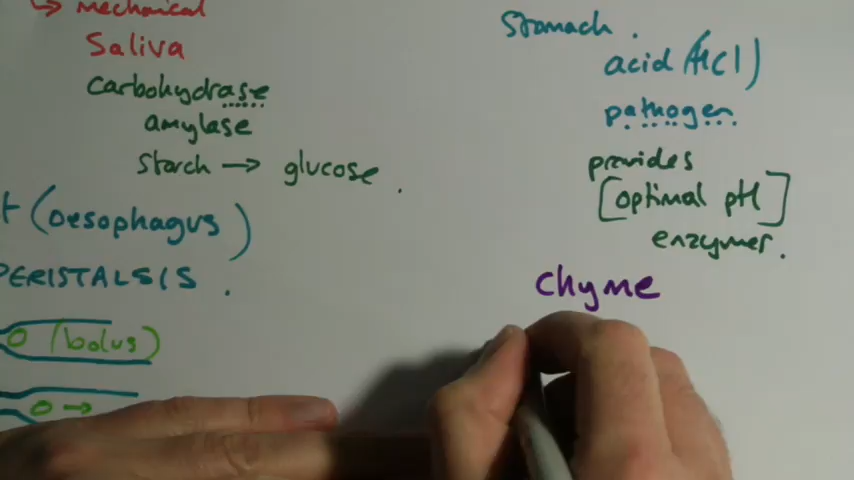 ↳ mechanical
Saliva
carbohydrase
amylase
starch → glucose .
t (oesophagus)
PERISTALSIS .
O (bolus)
O →
Stomach .
acid (HCl)
pathogen
provides
[optimal pH]
enzymes.
chyme